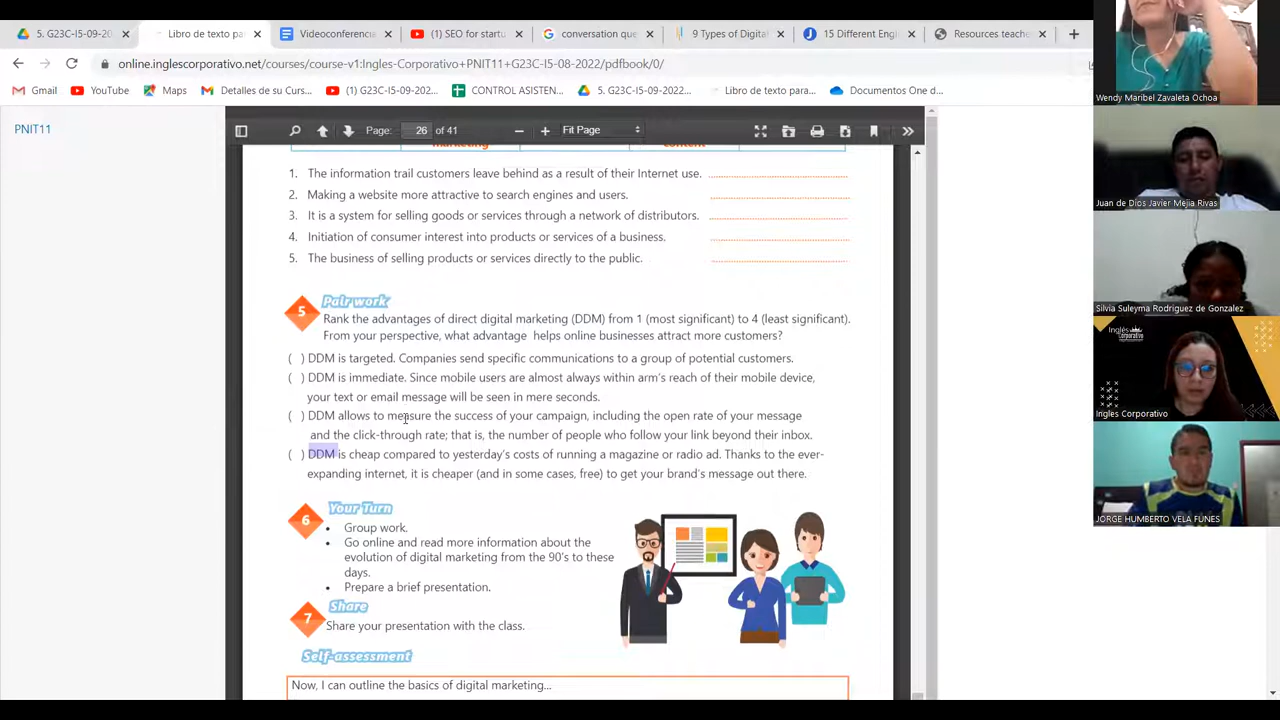 5. G23C-I5-09-20
Libro de texto pa
Videoconferenci
(1) SEO for startu
conversation que
9 Types of Digital
15 Different Eng
Resources teache
online.inglescorporativo.net/courses/course-v1:Ingles-Corporativo+PNIT11+G23C-I5-08-2022/pdfbook/0/
Gmail
YouTube
Maps
Detalles de su Curs...
(1) G23C-I5-09-202...
CONTROL ASISTEN...
5. G23C-I5-09-2022...
Libro de texto para...
Documentos One d
PNIT11
Page: 26 of 41
Fit Page
marketing
content
1. The information trail customers leave behind as a result of their Internet use.
2. Making a website more attractive to search engines and users.
3. It is a system for selling goods or services through a network of distributors.
4. Initiation of consumer interest into products or services of a business.
5. The business of selling products or services directly to the public.
5 Pair work
Rank the advantages of direct digital marketing (DDM) from 1 (most significant) to 4 (least significant).
From your perspective, what advantage helps online businesses attract more customers?
( ) DDM is targeted. Companies send specific communications to a group of potential customers.
( ) DDM is immediate. Since mobile users are almost always within arm's reach of their mobile device,
your text or email message will be seen in mere seconds.
( ) DDM allows to measure the success of your campaign, including the open rate of your message
and the click-through rate; that is, the number of people who follow your link beyond their inbox.
( ) DDM is cheap compared to yesterday's costs of running a magazine or radio ad. Thanks to the ever-
expanding internet, it is cheaper (and in some cases, free) to get your brand's message out there.
6 Your Turn
• Group work.
• Go online and read more information about the
evolution of digital marketing from the 90's to these
days.
• Prepare a brief presentation.
7 Share
Share your presentation with the class.
Self-assessment
Now, I can outline the basics of digital marketing...
Wendy Maribel Zavaleta Ochoa
Juan de Dios Javier Mejia Rivas
Silvia Suleyma Rodriguez de Gonzalez
Inglés
Corporativo
Ingles Corporativo
JORGE HUMBERTO VELA FUNES